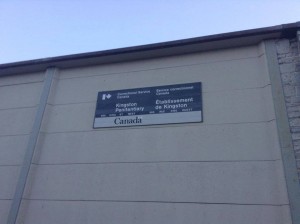 Correctional Service
Canada
Service correctionnel
Canada
Kingston
Penitentiary
Établissement
de Kingston
Canada